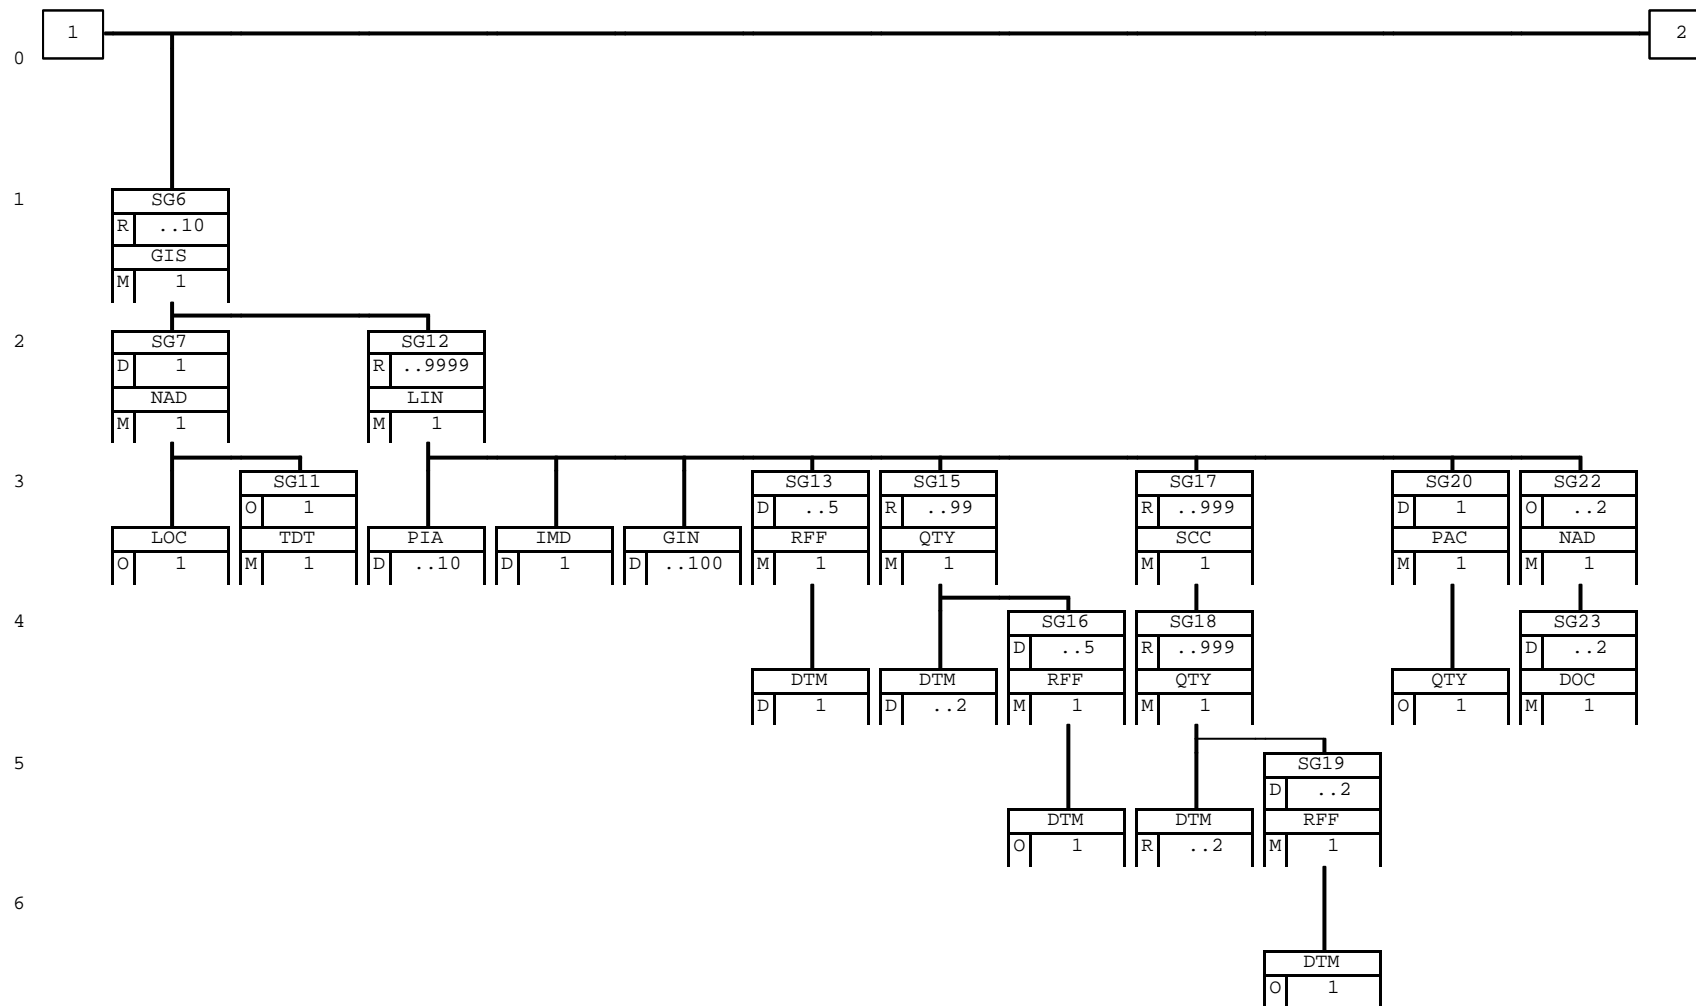 1 2
0
1 SG6
R ..10
GIS
M 1
2 SG7 SG12
D 1 R ..9999
NAD LIN
M 1 M 1
3 SG11 SG13 SG15 SG17 SG20 SG22
O 1 D ..5 R ..99 R ..999 D 1 O ..2
LOC TDT PIA IMD GIN RFF QTY SCC PAC NAD
O 1 M 1 D ..10 D 1 D ..100 M 1 M 1 M 1 M 1 M 1
4 SG16 SG18 SG23
D ..5 R ..999 D ..2
DTM DTM RFF QTY QTY DOC
D 1 D ..2 M 1 M 1 O 1 M 1
5 SG19
D ..2
DTM DTM RFF
O 1 R ..2 M 1
6
DTM
O 1